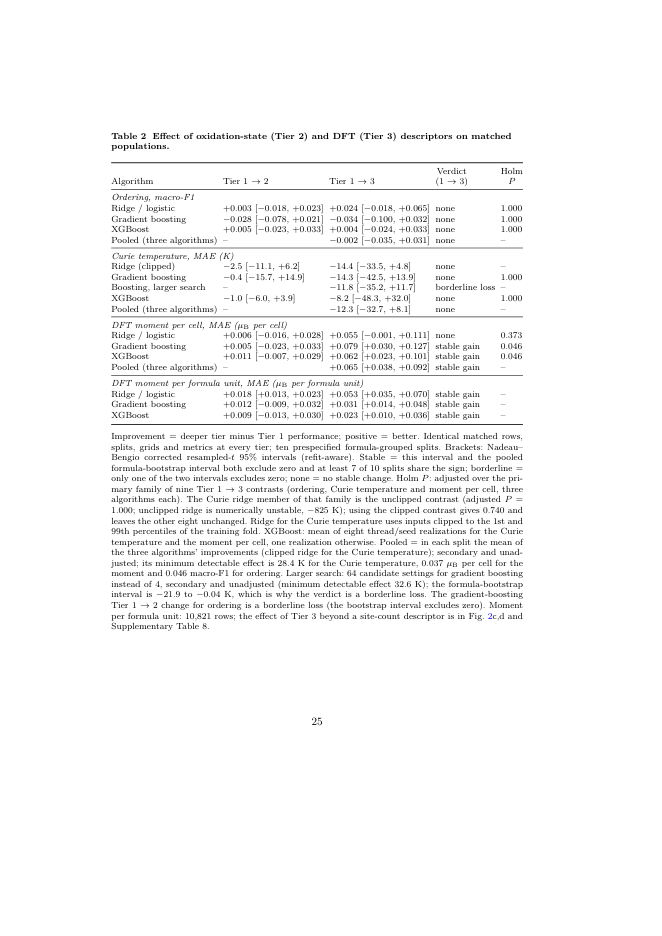 Table 2 Effect of oxidation-state (Tier 2) and DFT (Tier 3) descriptors on matched
populations.
Algorithm Tier 1 → 2 Tier 1 → 3 Verdict (1 → 3) Holm P
Ordering, macro-F1
Ridge / logistic +0.003 [−0.018, +0.023] +0.024 [−0.018, +0.065] none 1.000
Gradient boosting −0.028 [−0.078, +0.021] −0.034 [−0.100, +0.032] none 1.000
XGBoost +0.005 [−0.023, +0.033] +0.004 [−0.024, +0.033] none 1.000
Pooled (three algorithms) – −0.002 [−0.035, +0.031] none –
Curie temperature, MAE (K)
Ridge (clipped) −2.5 [−11.1, +6.2] −14.4 [−33.5, +4.8] none –
Gradient boosting −0.4 [−15.7, +14.9] −14.3 [−42.5, +13.9] none 1.000
Boosting, larger search – −11.8 [−35.2, +11.7] borderline loss –
XGBoost −1.0 [−6.0, +3.9] −8.2 [−48.3, +32.0] none 1.000
Pooled (three algorithms) – −12.3 [−32.7, +8.1] none –
DFT moment per cell, MAE (μB per cell)
Ridge / logistic +0.006 [−0.016, +0.028] +0.055 [−0.001, +0.111] none 0.373
Gradient boosting +0.005 [−0.023, +0.033] +0.079 [+0.030, +0.127] stable gain 0.046
XGBoost +0.011 [−0.007, +0.029] +0.062 [+0.023, +0.101] stable gain 0.046
Pooled (three algorithms) – +0.065 [+0.038, +0.092] stable gain –
DFT moment per formula unit, MAE (μB per formula unit)
Ridge / logistic +0.018 [+0.013, +0.023] +0.053 [+0.035, +0.070] stable gain –
Gradient boosting +0.012 [−0.009, +0.032] +0.031 [+0.014, +0.048] stable gain –
XGBoost +0.009 [−0.013, +0.030] +0.023 [+0.010, +0.036] stable gain –
Improvement = deeper tier minus Tier 1 performance; positive = better. Identical matched rows,
splits, grids and metrics at every tier; ten prespecified formula-grouped splits. Brackets: Nadeau–
Bengio corrected resampled-t 95% intervals (refit-aware). Stable = this interval and the pooled
formula-bootstrap interval both exclude zero and at least 7 of 10 splits share the sign; borderline =
only one of the two intervals excludes zero; none = no stable change. Holm P: adjusted over the pri-
mary family of nine Tier 1 → 3 contrasts (ordering, Curie temperature and moment per cell, three
algorithms each). The Curie ridge member of that family is the unclipped contrast (adjusted P =
1.000; unclipped ridge is numerically unstable, −825 K); using the clipped contrast gives 0.740 and
leaves the other eight unchanged. Ridge for the Curie temperature uses inputs clipped to the 1st and
99th percentiles of the training fold. XGBoost: mean of eight thread/seed realizations for the Curie
temperature and the moment per cell, one realization otherwise. Pooled = in each split the mean of
the three algorithms' improvements (clipped ridge for the Curie temperature); secondary and unad-
justed; its minimum detectable effect is 28.4 K for the Curie temperature, 0.037 μB per cell for the
moment and 0.046 macro-F1 for ordering. Larger search: 64 candidate settings for gradient boosting
instead of 4, secondary and unadjusted (minimum detectable effect 32.6 K); the formula-bootstrap
interval is −21.9 to −0.04 K, which is why the verdict is a borderline loss. The gradient-boosting
Tier 1 → 2 change for ordering is a borderline loss (the bootstrap interval excludes zero). Moment
per formula unit: 10,821 rows; the effect of Tier 3 beyond a site-count descriptor is in Fig. 2c,d and
Supplementary Table 8.
25